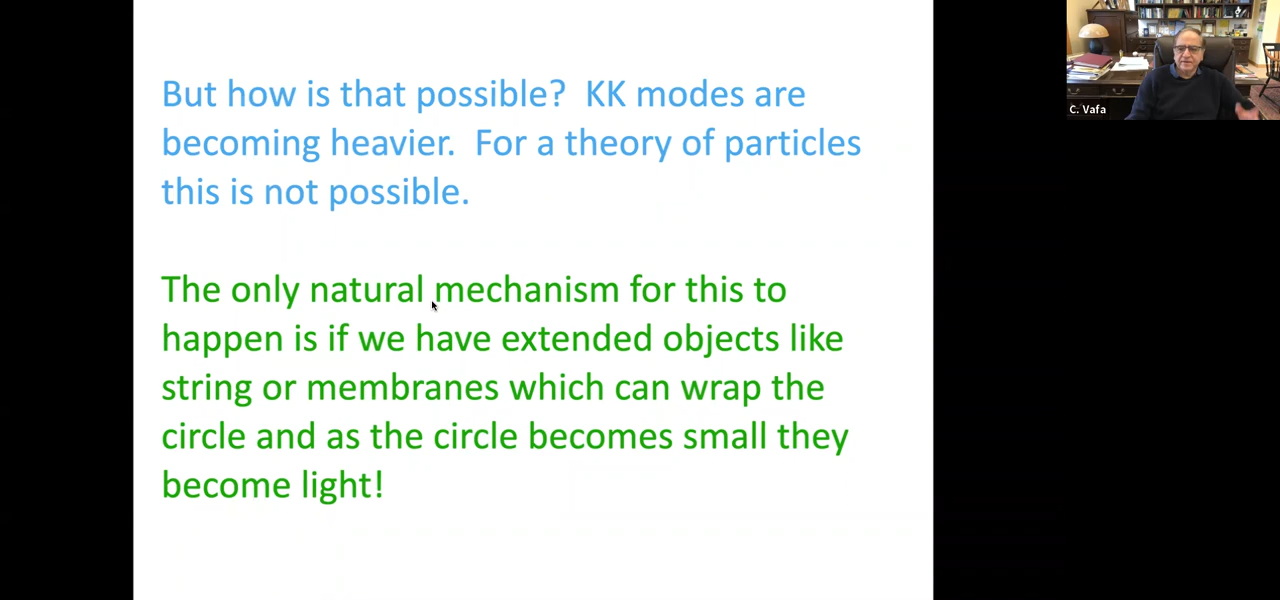 But how is that possible? KK modes are
becoming heavier. For a theory of particles
this is not possible.
The only natural mechanism for this to
happen is if we have extended objects like
string or membranes which can wrap the
circle and as the circle becomes small they
become light!
C. Vafa